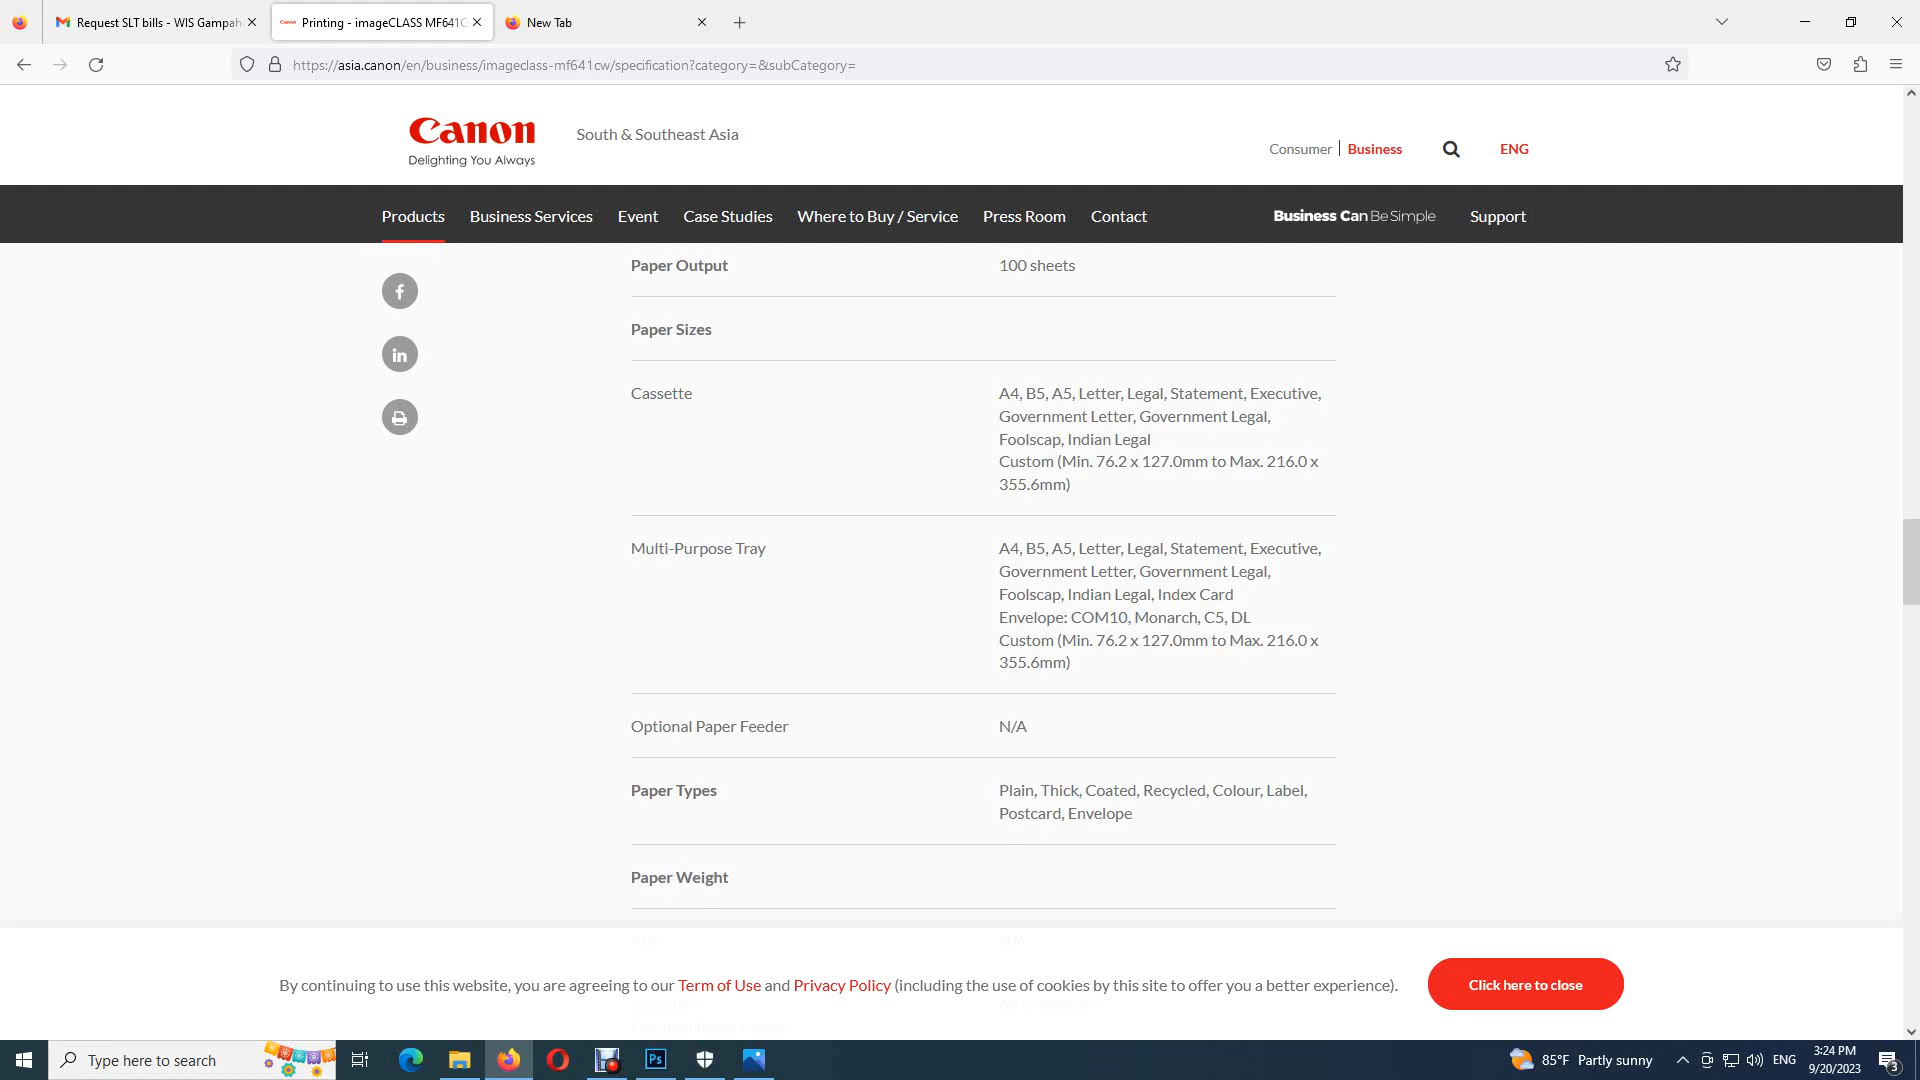 Request SLT bills - WIS Gampah
Printing - imageCLASS MF641C
New Tab
https://asia.canon/en/business/imageclass-mf641cw/specification?category=&subCategory=
Canon
Delighting You Always
South & Southeast Asia
Consumer
Business
ENG
Products
Business Services
Event
Case Studies
Where to Buy / Service
Press Room
Contact
Business Can Be Simple
Support
Paper Output
100 sheets
Paper Sizes
Cassette
A4, B5, A5, Letter, Legal, Statement, Executive,
Government Letter, Government Legal,
Foolscap, Indian Legal
Custom (Min. 76.2 x 127.0mm to Max. 216.0 x
355.6mm)
Multi-Purpose Tray
A4, B5, A5, Letter, Legal, Statement, Executive,
Government Letter, Government Legal,
Foolscap, Indian Legal, Index Card
Envelope: COM10, Monarch, C5, DL
Custom (Min. 76.2 x 127.0mm to Max. 216.0 x
355.6mm)
Optional Paper Feeder
N/A
Paper Types
Plain, Thick, Coated, Recycled, Colour, Label,
Postcard, Envelope
Paper Weight
By continuing to use this website, you are agreeing to our Term of Use and Privacy Policy (including the use of cookies by this site to offer you a better experience).
Click here to close
Type here to search
Ps
85°F Partly sunny
ENG
3:24 PM
9/20/2023
3